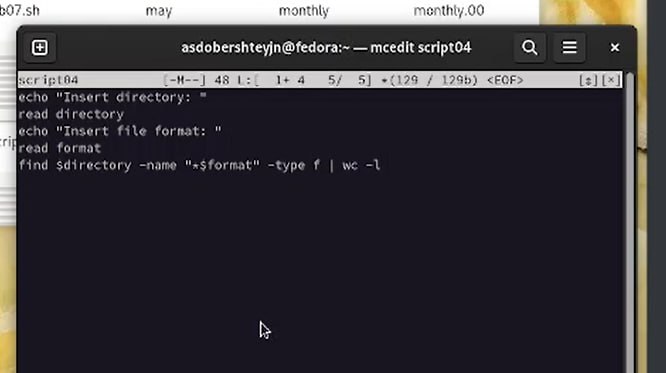 b07.sh may monthly monthly.00
asdobershteyjn@fedora:~ — mcedit script04
script04 [-M--] 48 L:[ 1+ 4 5/ 5] *(129 / 129b) <EOF> [↕][×]
echo "Insert directory: "
read directory
echo "Insert file format: "
read format
find $directory -name "*$format" -type f | wc -l